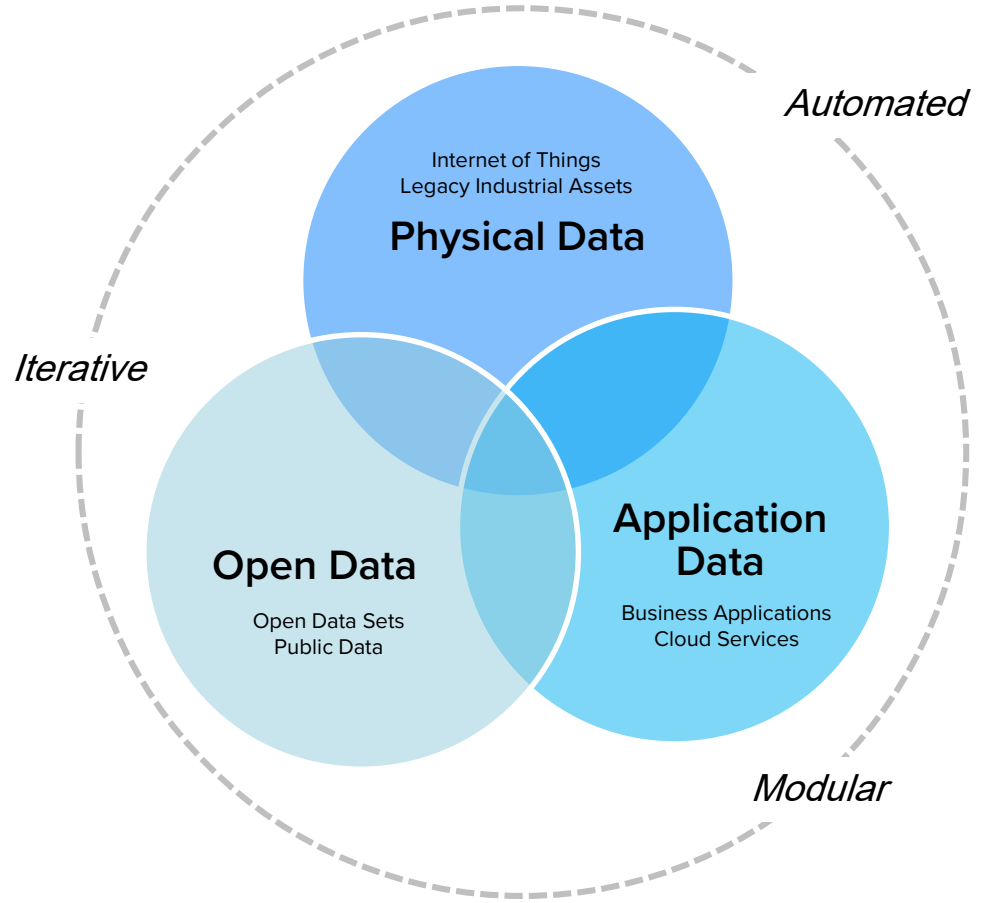 Automated
Internet of Things
Legacy Industrial Assets
Physical Data
Iterative
Application
Data
Business Applications
Cloud Services
Open Data
Open Data Sets
Public Data
Modular